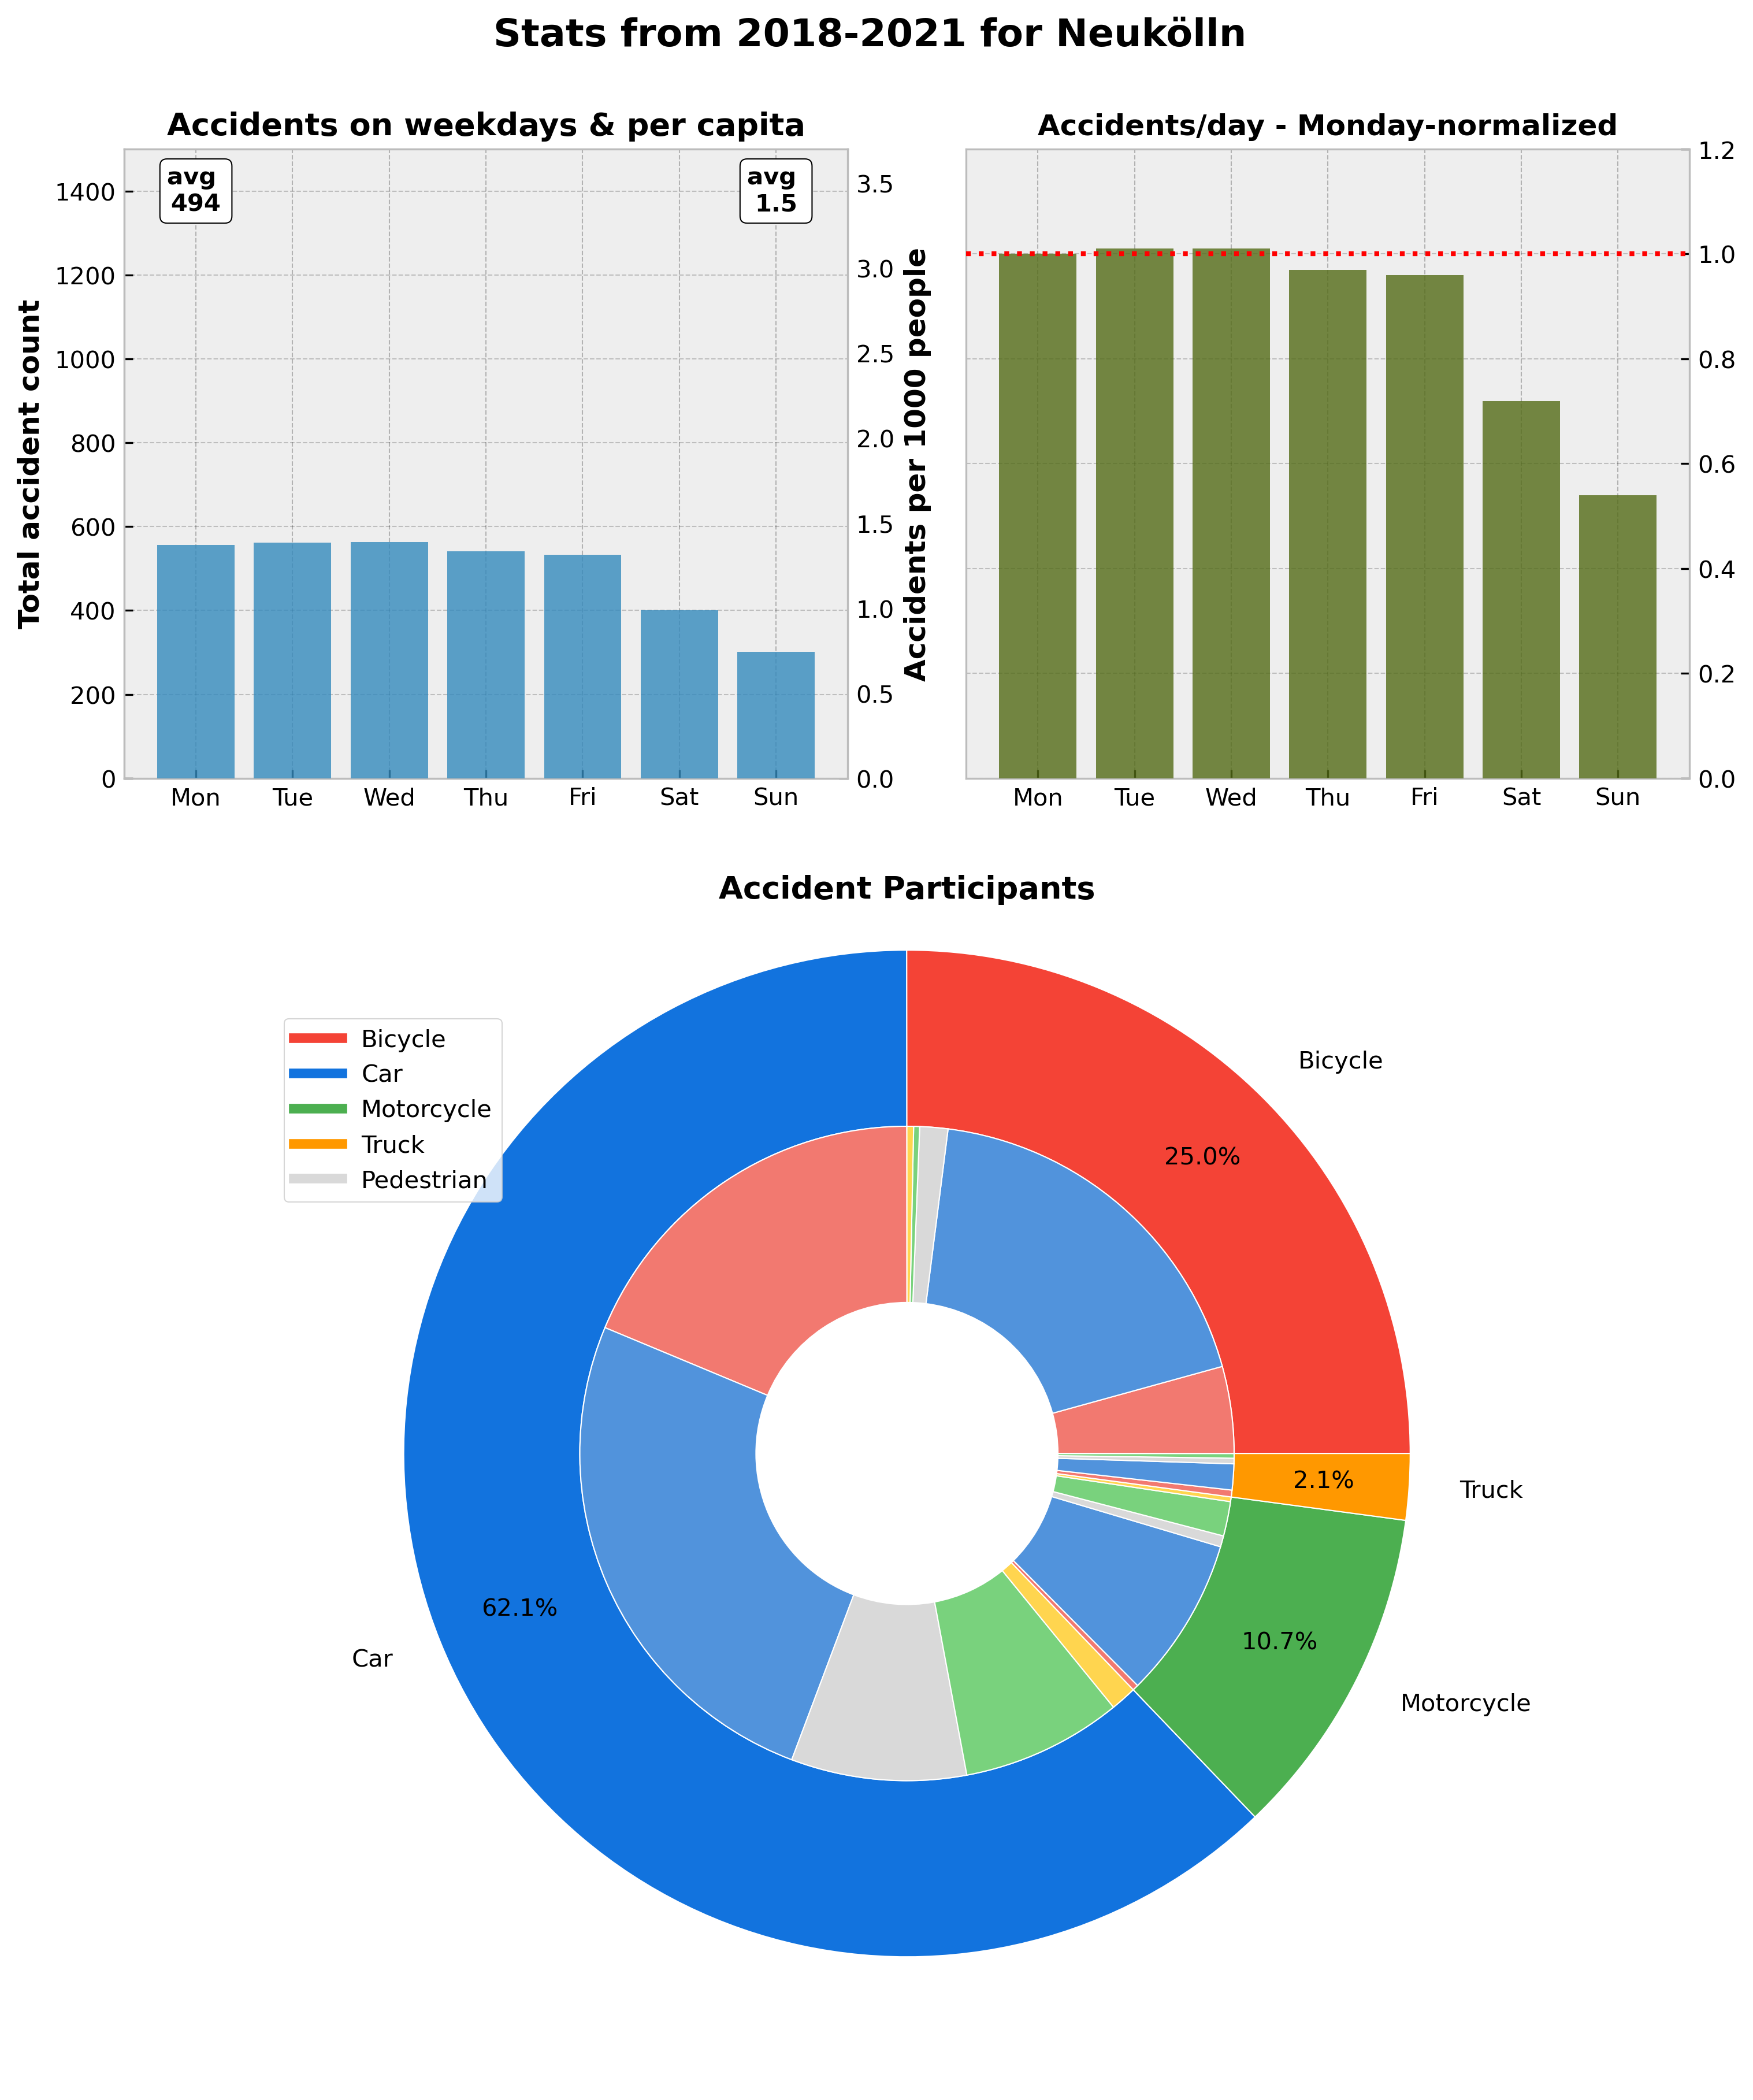 Stats from 2018-2021 for Neukölln
Accidents on weekdays & per capita
Total accident count
1400
1200
1000
800
600
400
200
0
avg
494
avg
1.5
3.5
3.0
2.5
2.0
1.5
1.0
0.5
0.0
Accidents per 1000 people
Mon Tue Wed Thu Fri Sat Sun
Accidents/day - Monday-normalized
1.2
1.0
0.8
0.6
0.4
0.2
0.0
Mon Tue Wed Thu Fri Sat Sun
Accident Participants
Bicycle
Car
Motorcycle
Truck
Pedestrian
Bicycle
25.0%
2.1%
Truck
62.1%
10.7%
Car
Motorcycle